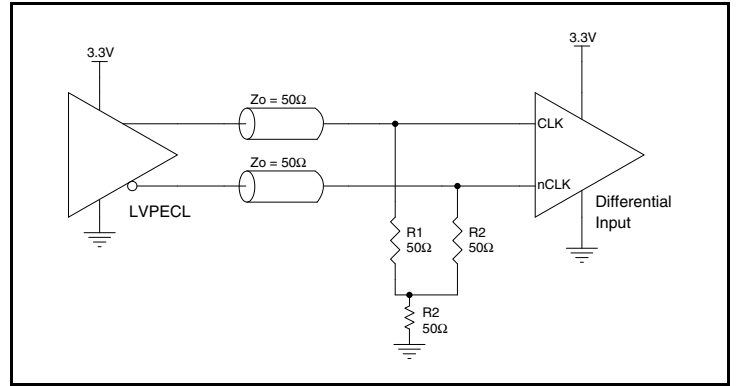 3.3V
3.3V
Zo = 50Ω
CLK
Zo = 50Ω
nCLK
LVPECL
Differential
Input
R1
50Ω
R2
50Ω
R2
50Ω